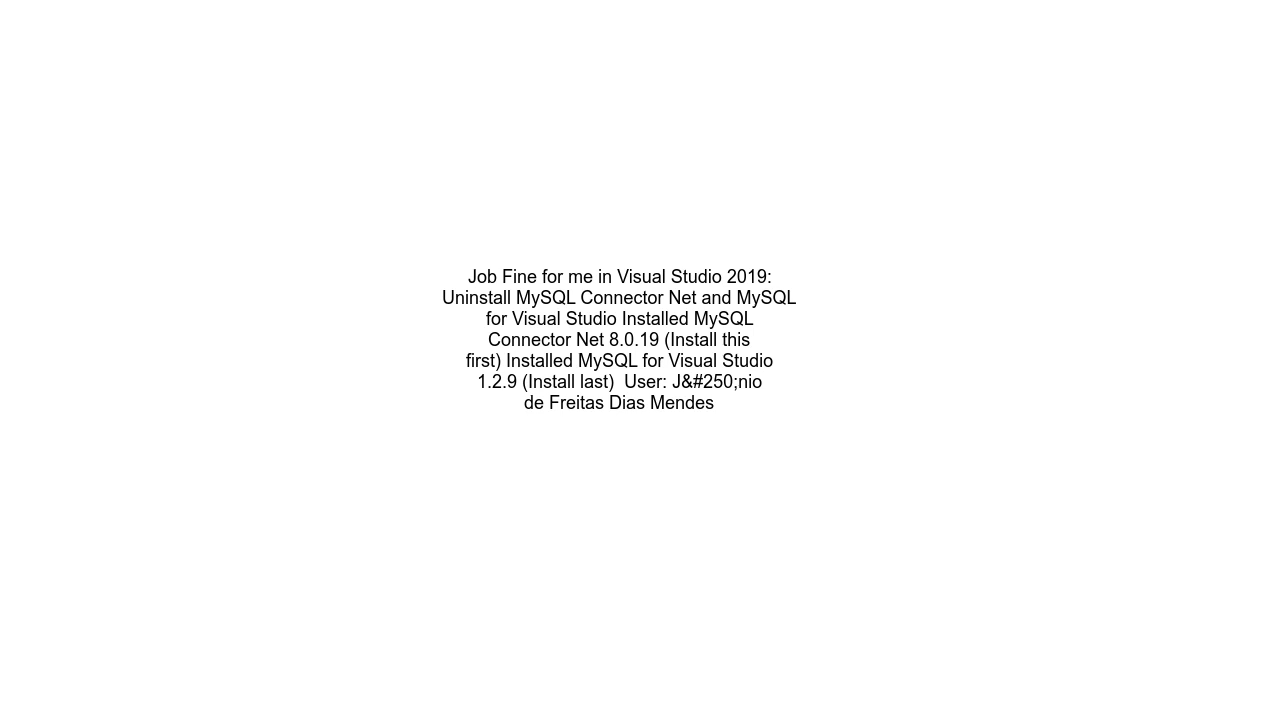 Job Fine for me in Visual Studio 2019:
Uninstall MySQL Connector Net and MySQL
for Visual Studio Installed MySQL
Connector Net 8.0.19 (Install this
first) Installed MySQL for Visual Studio
1.2.9 (Install last)  User: J&#250;nio
de Freitas Dias Mendes